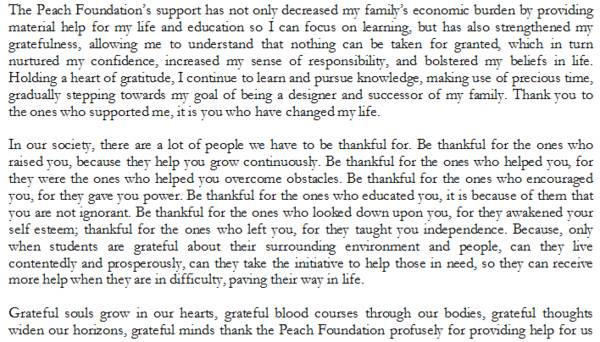 The Peach Foundation's support has not only decreased my family's economic burden by providing
material help for my life and education so I can focus on learning, but has also strengthened my
gratefulness, allowing me to understand that nothing can be taken for granted, which in turn
nurtured my confidence, increased my sense of responsibility, and bolstered my beliefs in life.
Holding a heart of gratitude, I continue to learn and pursue knowledge, making use of precious time,
gradually stepping towards my goal of being a designer and successor of my family. Thank you to
the ones who supported me, it is you who have changed my life.

In our society, there are a lot of people we have to be thankful for. Be thankful for the ones who
raised you, because they help you grow continuously. Be thankful for the ones who helped you, for
they were the ones who helped you overcome obstacles. Be thankful for the ones who encouraged
you, for they gave you power. Be thankful for the ones who educated you, it is because of them that
you are not ignorant. Be thankful for the ones who looked down upon you, for they awakened your
self esteem; thankful for the ones who left you, for they taught you independence. Because, only
when students are grateful about their surrounding environment and people, can they live
contentedly and prosperously, can they take the initiative to help those in need, so they can receive
more help when they are in difficulty, paving their way in life.

Grateful souls grow in our hearts, grateful blood courses through our bodies, grateful thoughts
widen our horizons, grateful minds thank the Peach Foundation profusely for providing help for us